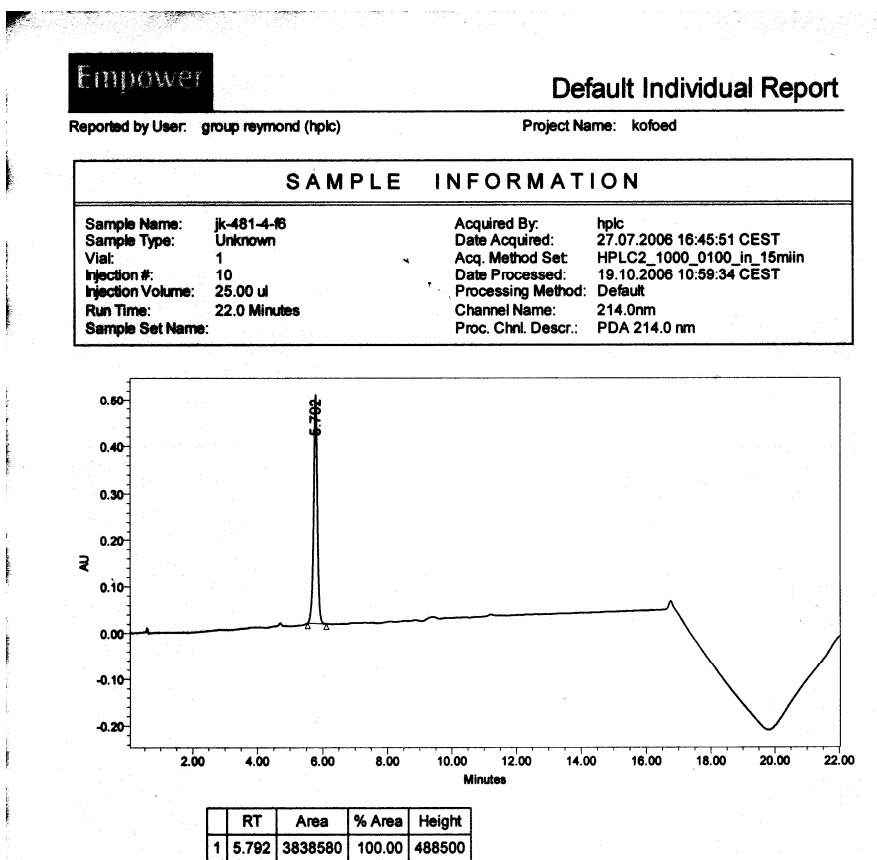 Empower
Default Individual Report
Reported by User: group reymond (hplc)    Project Name: kofoed
SAMPLE INFORMATION
Sample Name: jk-481-4-f6    Acquired By: hplc
Sample Type: Unknown    Date Acquired: 27.07.2006 16:45:51 CEST
Vial: 1    Acq. Method Set: HPLC2_1000_0100_in_15miin
Injection #: 10    Date Processed: 19.10.2006 10:59:34 CEST
Injection Volume: 25.00 ul    Processing Method: Default
Run Time: 22.0 Minutes    Channel Name: 214.0nm
Sample Set Name:    Proc. Chnl. Descr.: PDA 214.0 nm
5.792
0.50
0.40
0.30
0.20
0.10
0.00
-0.10
-0.20
AU
2.00 4.00 6.00 8.00 10.00 12.00 14.00 16.00 18.00 20.00 22.00
Minutes
RT Area % Area Height
1 5.792 3838580 100.00 488500